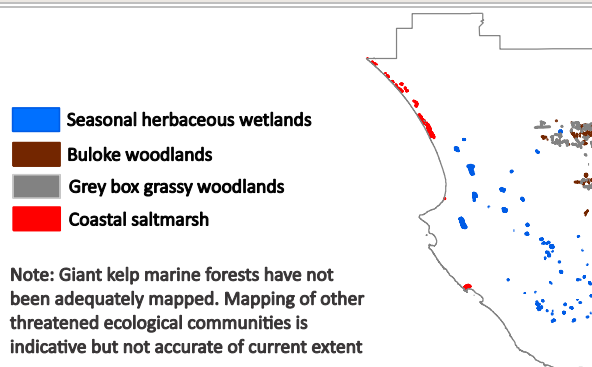 Seasonal herbaceous wetlands
Buloke woodlands
Grey box grassy woodlands
Coastal saltmarsh
Note: Giant kelp marine forests have not
been adequately mapped. Mapping of other
threatened ecological communities is
indicative but not accurate of current extent